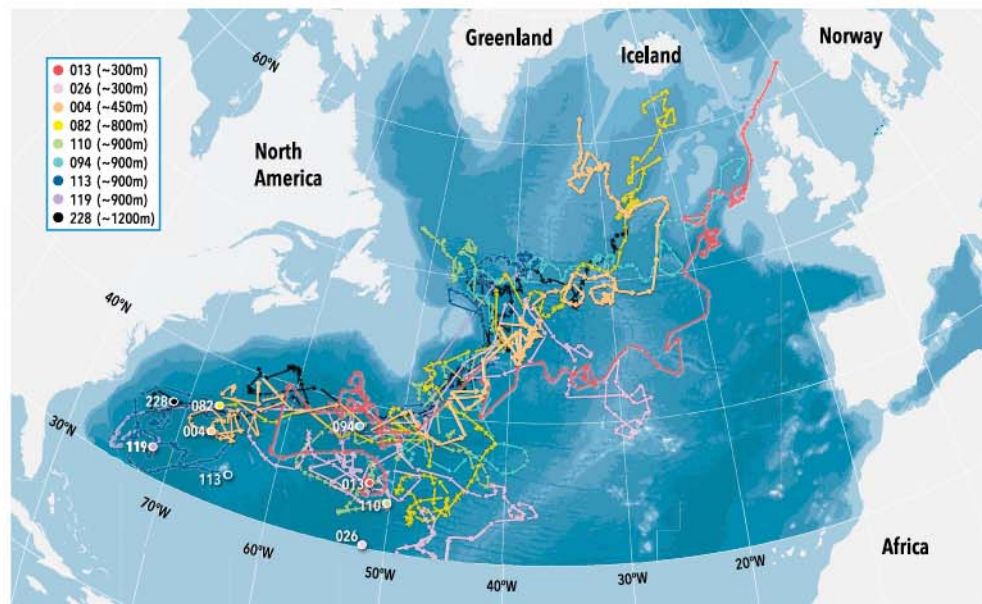 Greenland
Iceland
Norway
60°N
013 (~300m)
026 (~300m)
004 (~450m)
082 (~800m)
110 (~900m)
094 (~900m)
113 (~900m)
119 (~900m)
228 (~1200m)
North
America
40°N
30°N
228
082
004
094
119
113
013
110
026
70°W
60°W
50°W
40°W
30°W
20°W
Africa